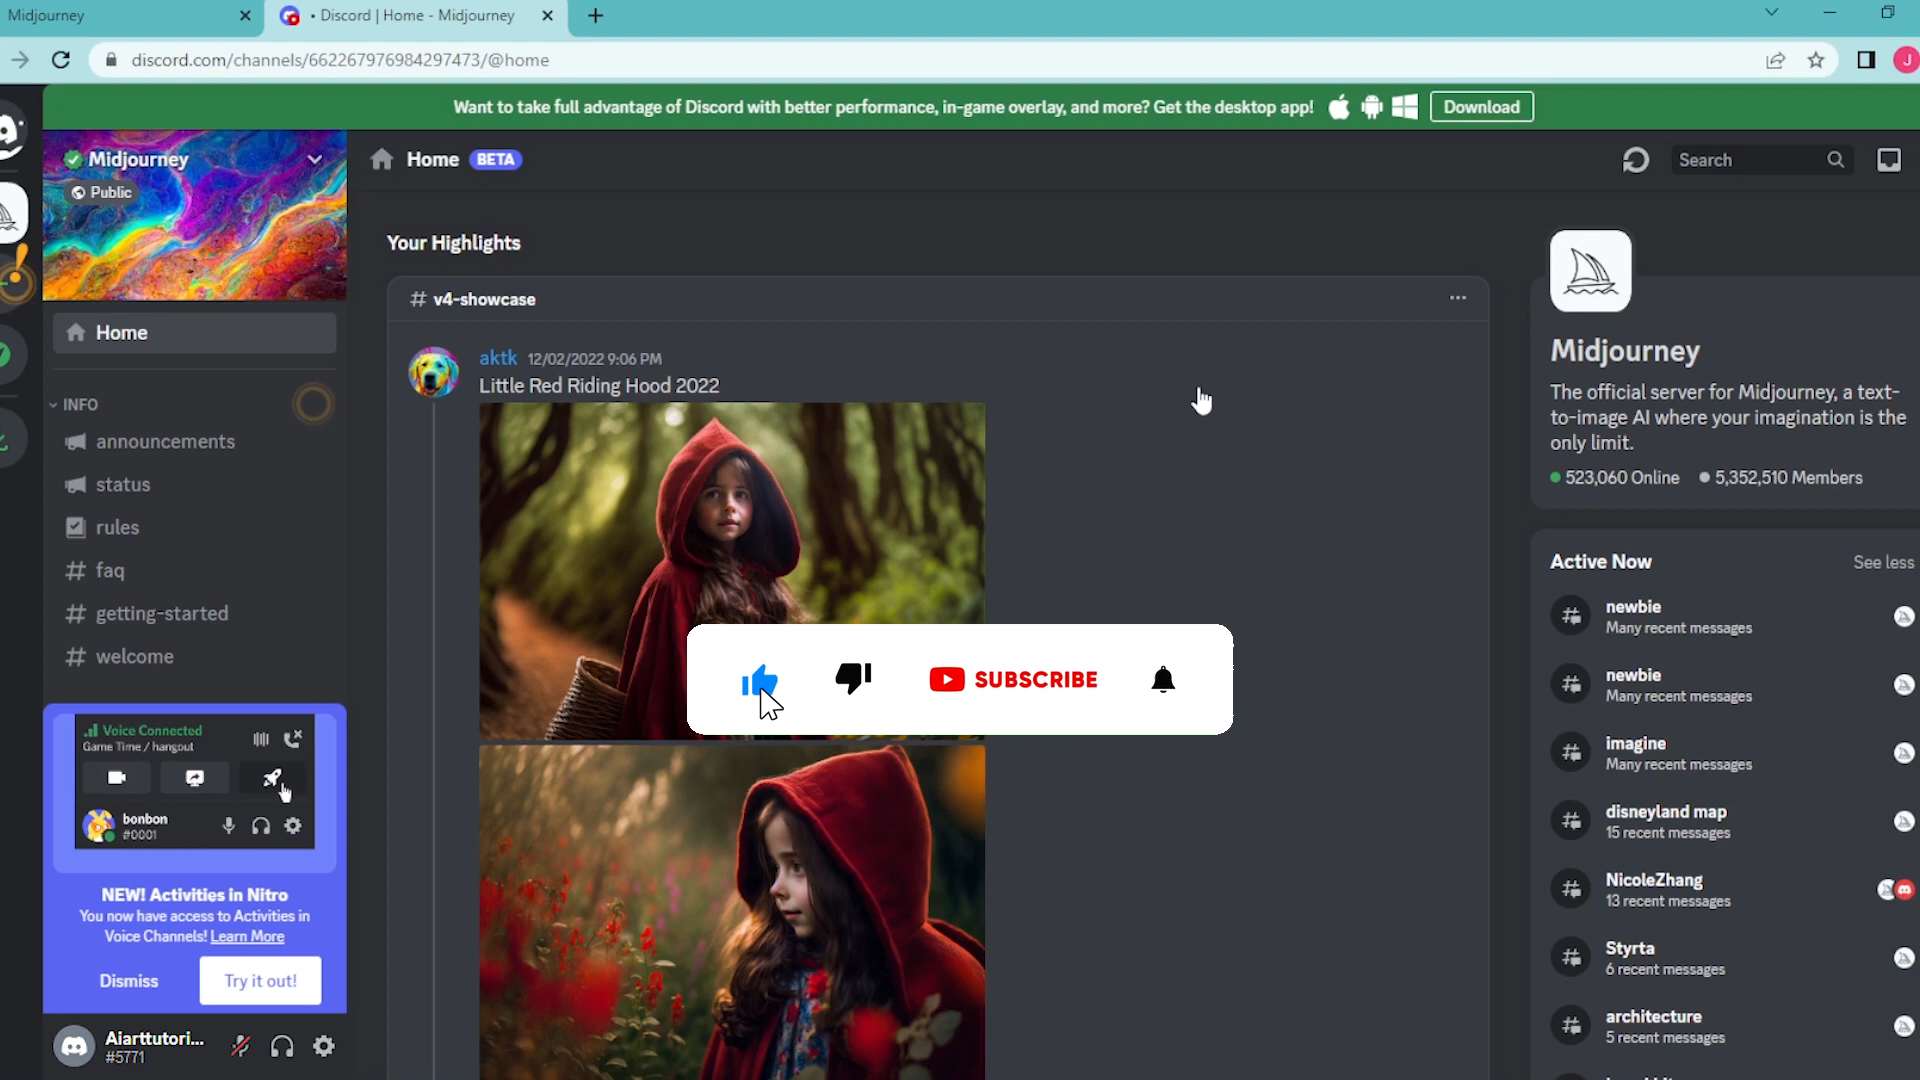 Midjourney
• Discord | Home - Midjourney
discord.com/channels/662267976984297473/@home
J
Want to take full advantage of Discord with better performance, in-game overlay, and more? Get the desktop app!
Download
Midjourney
Public
Home
BETA
Search
Your Highlights
Home
# v4-showcase
INFO
announcements
status
rules
# faq
# getting-started
# welcome
aktk 12/02/2022 9:06 PM
Little Red Riding Hood 2022
SUBSCRIBE
Voice Connected
Game Time / hangout
bonbon
#0001
NEW! Activities in Nitro
You now have access to Activities in
Voice Channels! Learn More
Dismiss
Try it out!
Aiarttutori...
#5771
Midjourney
The official server for Midjourney, a text-
to-image AI where your imagination is the
only limit.
523,060 Online
5,352,510 Members
Active Now
See less
newbie
Many recent messages
newbie
Many recent messages
imagine
Many recent messages
disneyland map
15 recent messages
NicoleZhang
13 recent messages
Styrta
6 recent messages
architecture
5 recent messages